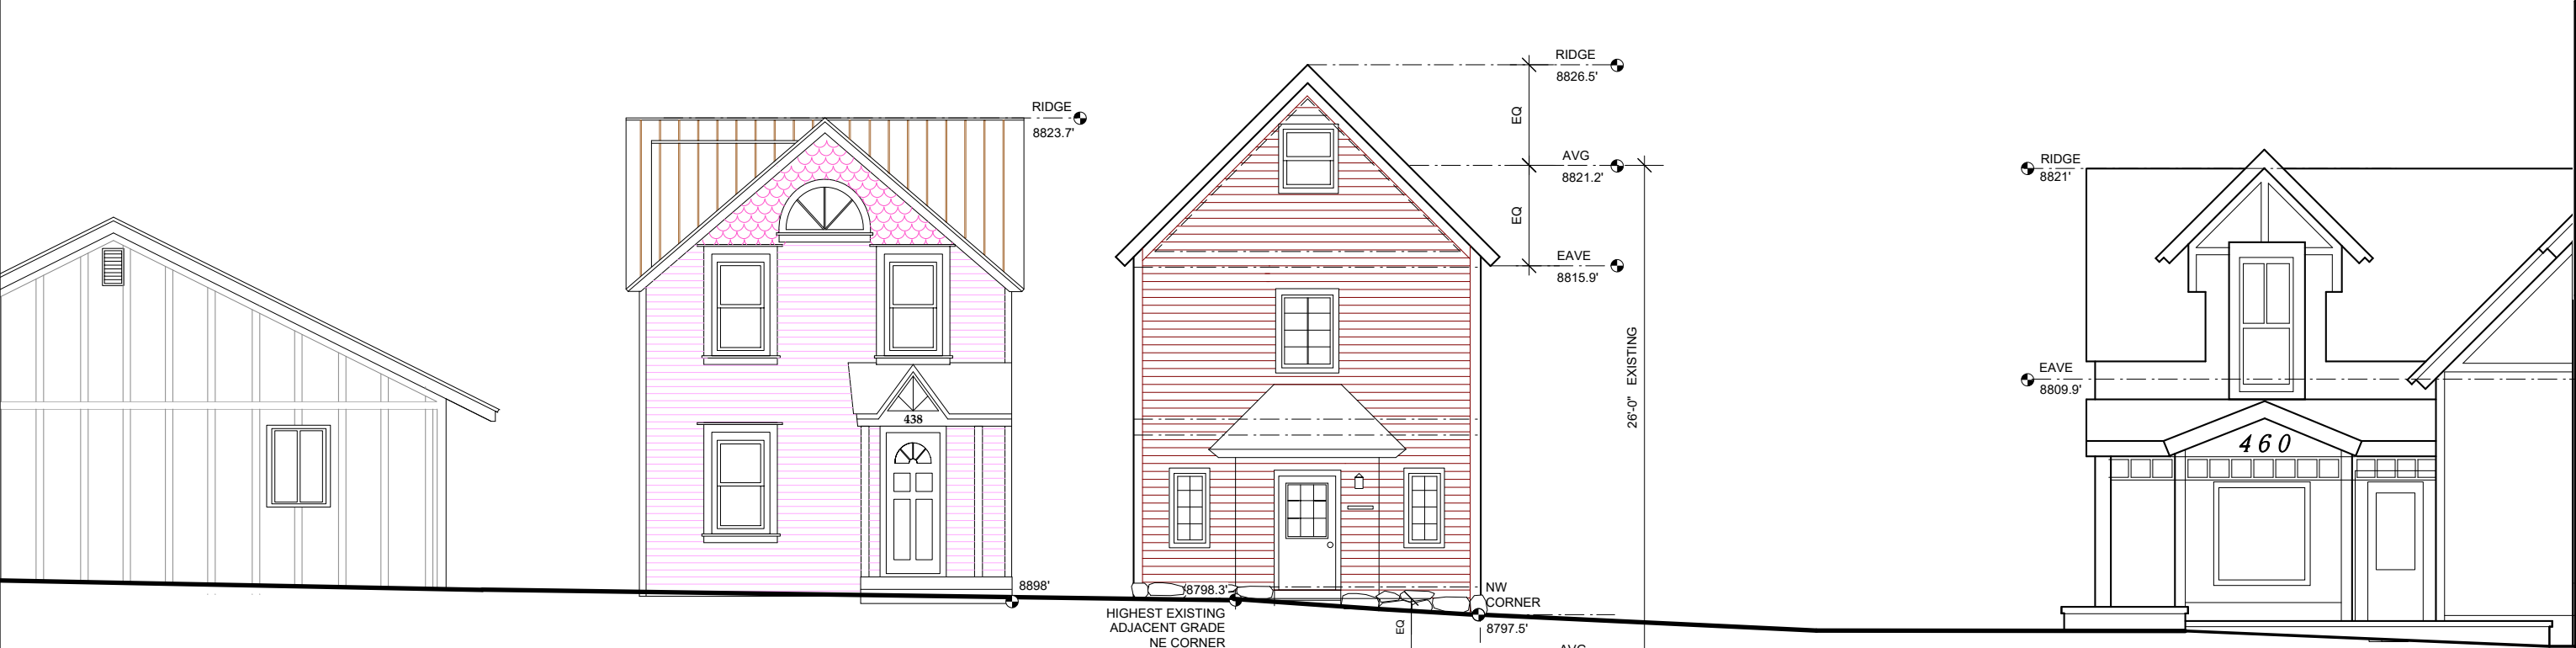 RIDGE
8826.5'
EQ
RIDGE
8823.7'
AVG
8821.2'
RIDGE
8821'
EQ
EAVE
8815.9'
26'-0" EXISTING
EAVE
8809.9'
438
460
8898'
8798.3'
HIGHEST EXISTING
ADJACENT GRADE
NE CORNER
NW
CORNER
8797.5'
EQ
AVG